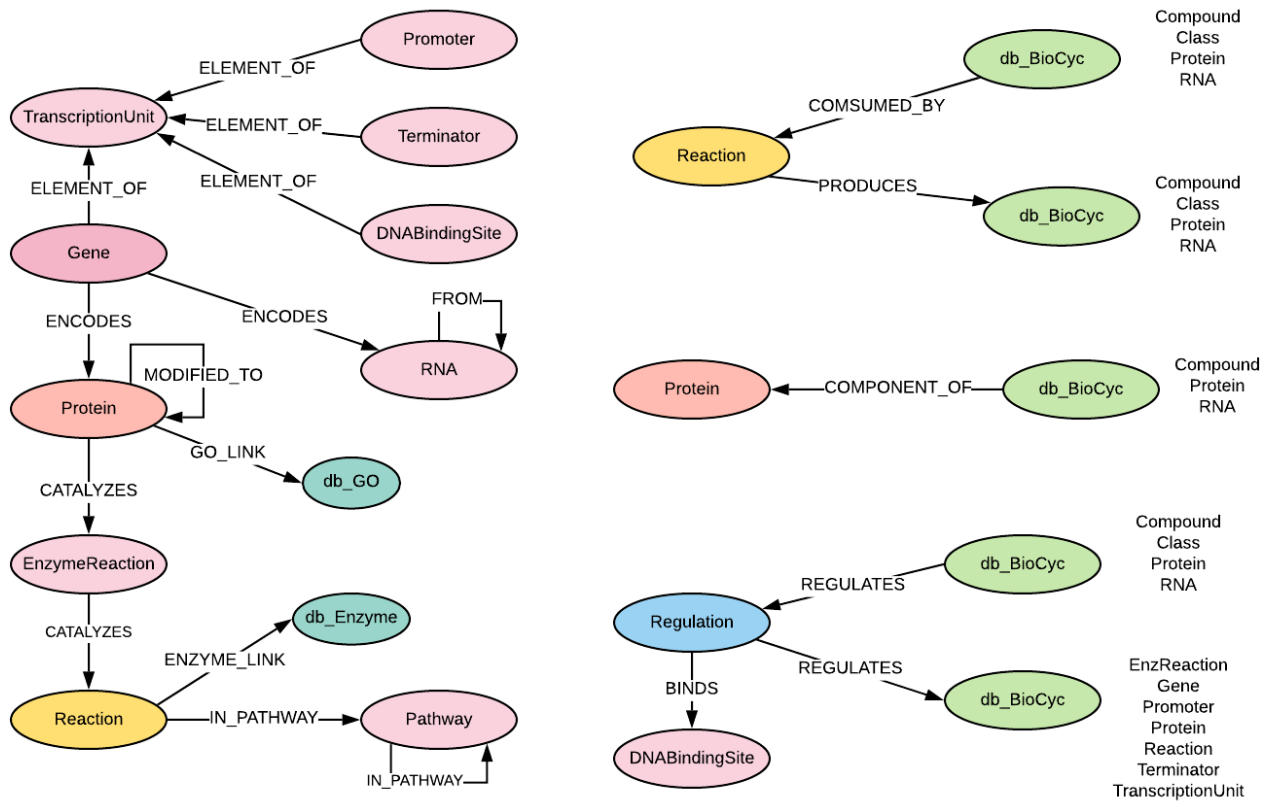 Promoter
ELEMENT_OF
TranscriptionUnit
ELEMENT_OF
Terminator
ELEMENT_OF
ELEMENT_OF
DNABindingSite
Gene
ENCODES
ENCODES
FROM
RNA
MODIFIED_TO
Protein
GO_LINK
db_GO
CATALYZES
EnzymeReaction
CATALYZES
db_Enzyme
ENZYME_LINK
Reaction
IN_PATHWAY
Pathway
IN_PATHWAY
db_BioCyc
Compound
Class
Protein
RNA
COMSUMED_BY
Reaction
PRODUCES
db_BioCyc
Compound
Class
Protein
RNA
Protein
COMPONENT_OF
db_BioCyc
Compound
Protein
RNA
db_BioCyc
Compound
Class
Protein
RNA
REGULATES
Regulation
REGULATES
BINDS
db_BioCyc
DNABindingSite
EnzReaction
Gene
Promoter
Protein
Reaction
Terminator
TranscriptionUnit